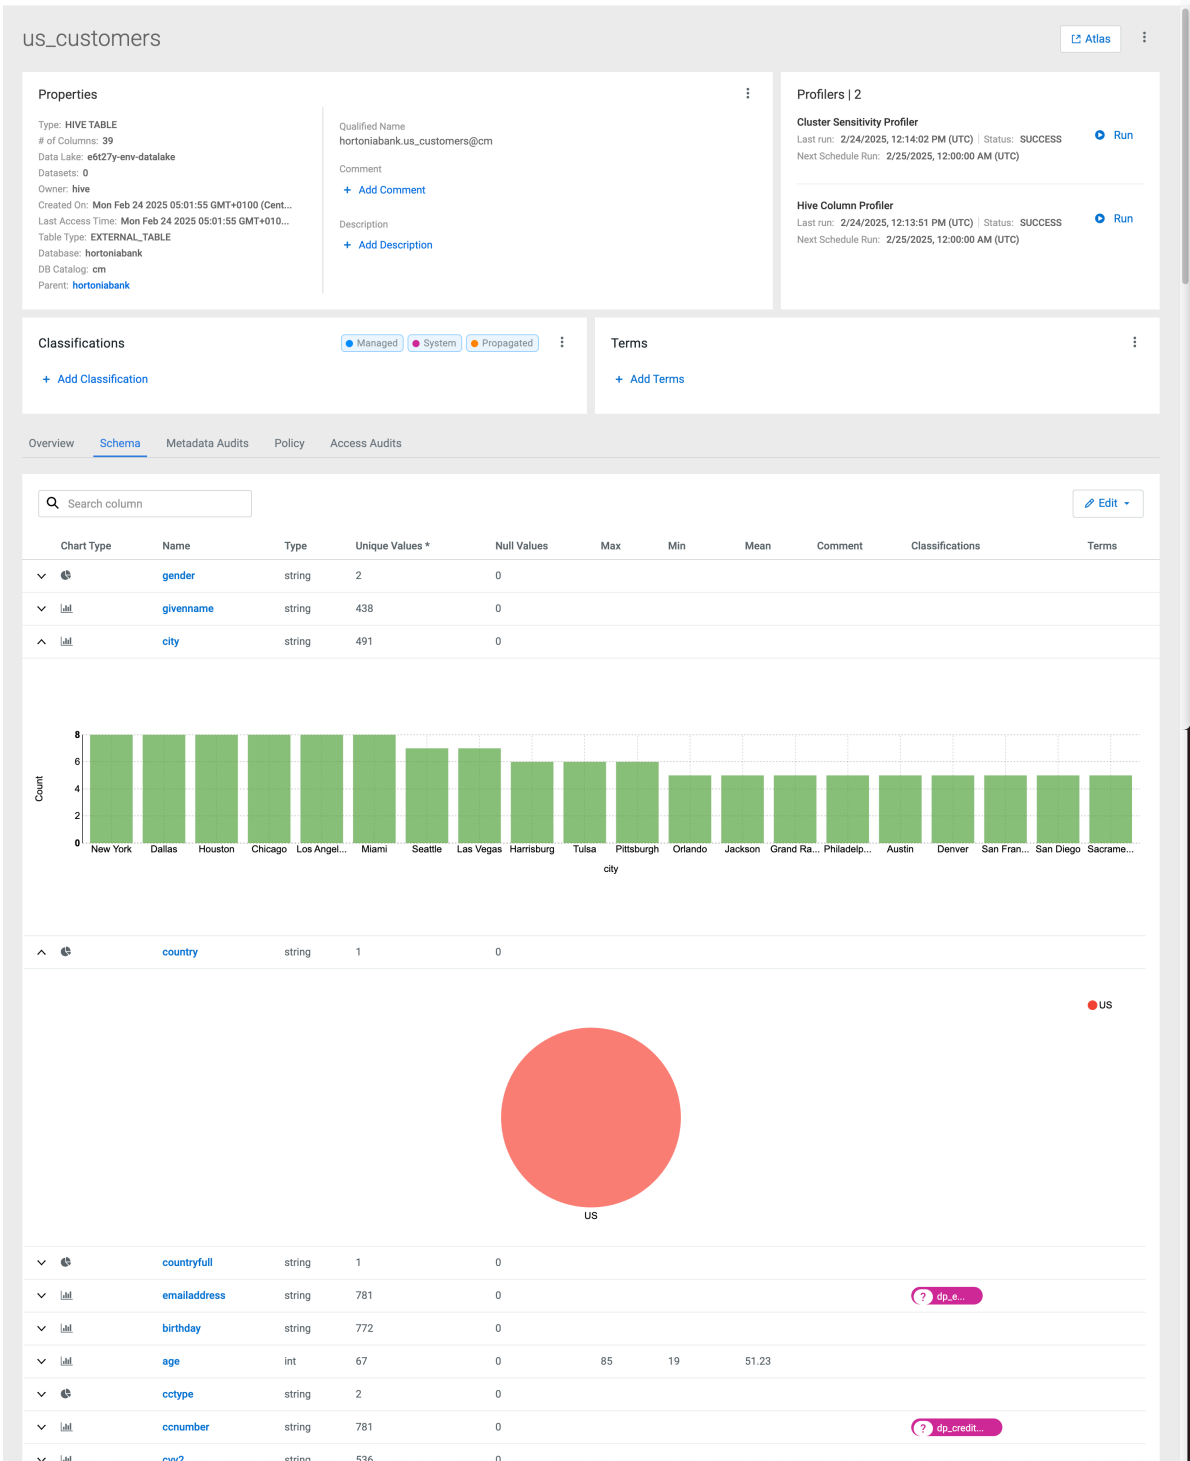 us_customers
Atlas
Properties
Type: HIVE TABLE
# of Columns: 39
Data Lake: e6t27y-env-datalake
Datasets: 0
Owner: hive
Created On: Mon Feb 24 2025 05:01:55 GMT+0100 (Cent...
Last Access Time: Mon Feb 24 2025 05:01:55 GMT+010...
Table Type: EXTERNAL_TABLE
Database: hortoniabank
DB Catalog: cm
Parent: hortoniabank
Qualified Name
hortoniabank.us_customers@cm
Comment
+ Add Comment
Description
+ Add Description
Profilers | 2
Cluster Sensitivity Profiler
Last run: 2/24/2025, 12:14:02 PM (UTC) | Status: SUCCESS
Next Schedule Run: 2/25/2025, 12:00:00 AM (UTC)
Run
Hive Column Profiler
Last run: 2/24/2025, 12:13:51 PM (UTC) | Status: SUCCESS
Next Schedule Run: 2/25/2025, 12:00:00 AM (UTC)
Run
Classifications
Managed System Propagated
+ Add Classification
Terms
+ Add Terms
Overview Schema Metadata Audits Policy Access Audits
Search column
Edit
Chart Type Name Type Unique Values * Null Values Max Min Mean Comment Classifications Terms
gender string 2 0
givenname string 438 0
city string 491 0
8
6
4
2
0
Count
New York Dallas Houston Chicago Los Angel... Miami Seattle Las Vegas Harrisburg Tulsa Pittsburgh Orlando Jackson Grand Ra... Philadelp... Austin Denver San Fran... San Diego Sacrame...
city
country string 1 0
US
US
countryfull string 1 0
emailaddress string 781 0 ? dp_e...
birthday string 772 0
age int 67 0 85 19 51.23
cctype string 2 0
ccnumber string 781 0 ? dp_credit...
cvv2 string 536 0